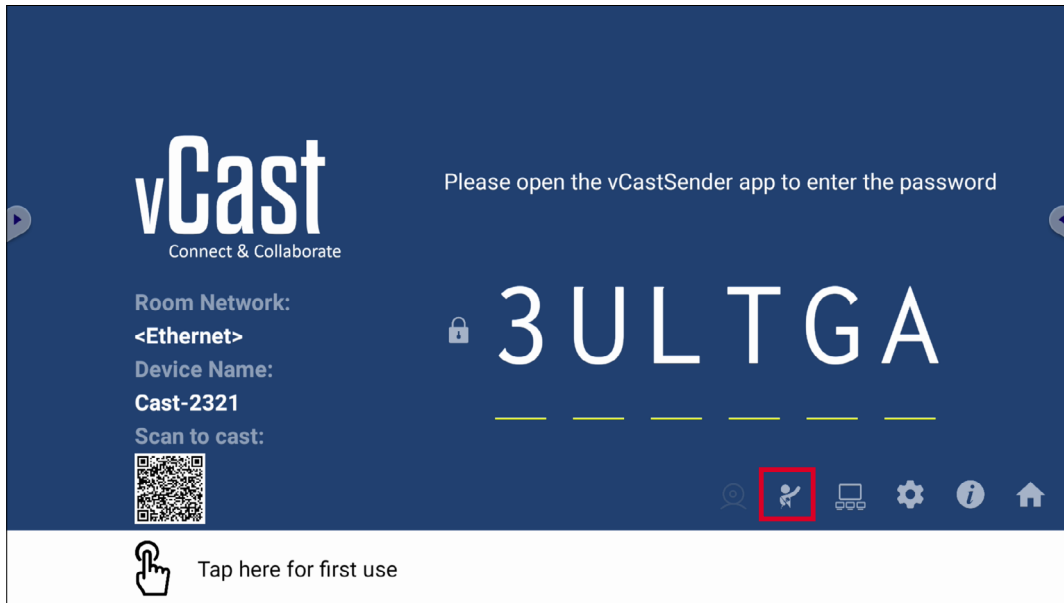 vCast
Connect & Collaborate
Please open the vCastSender app to enter the password
Room Network:
<Ethernet>
Device Name:
Cast-2321
Scan to cast:
3ULTGA
Tap here for first use